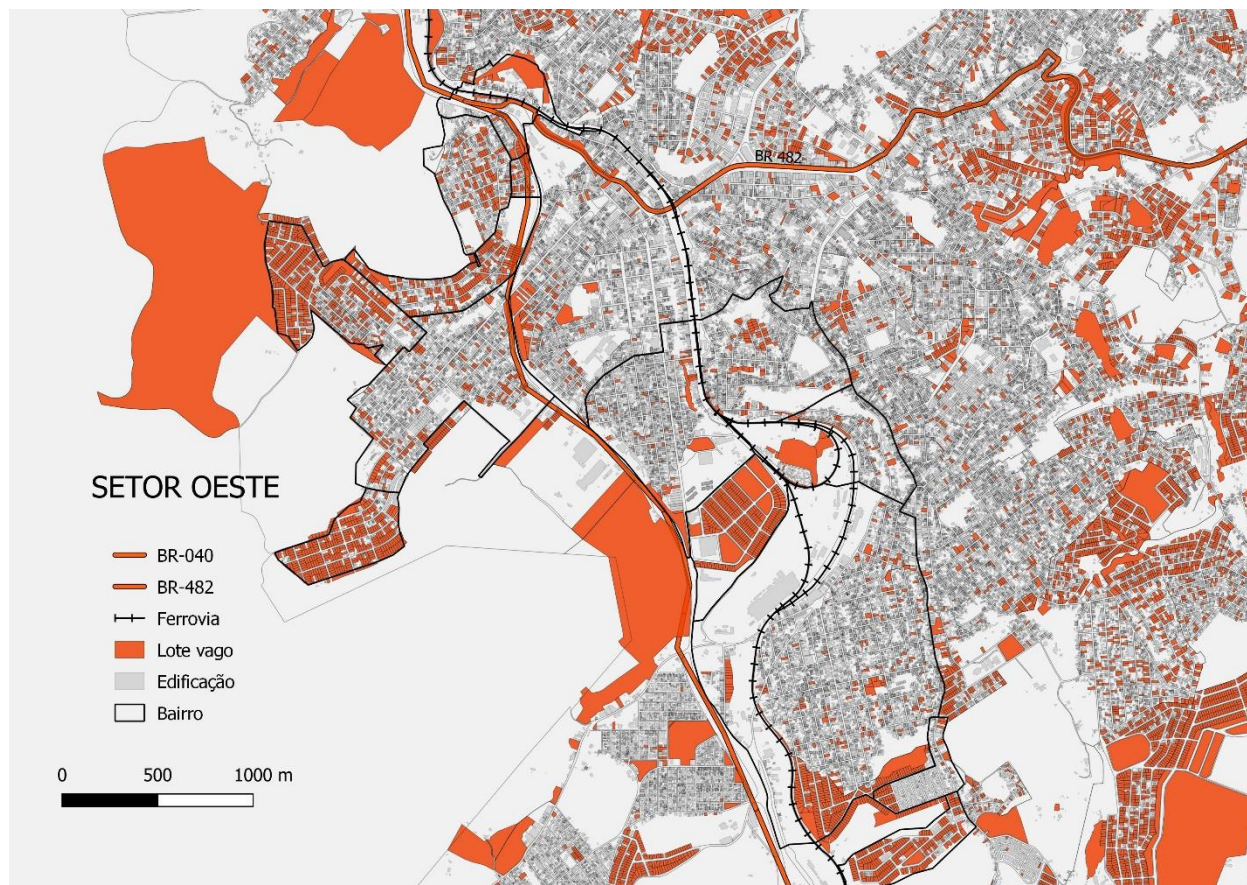 BR 482
SETOR OESTE
BR-040
BR-482
Ferrovia
Lote vago
Edificação
Bairro
0 500 1000 m